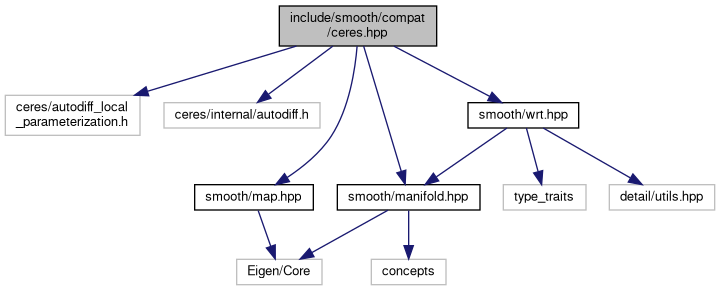 include/smooth/compat
/ceres.hpp
ceres/autodiff_local
_parameterization.h
ceres/internal/autodiff.h
smooth/wrt.hpp
smooth/map.hpp
smooth/manifold.hpp
type_traits
detail/utils.hpp
Eigen/Core
concepts